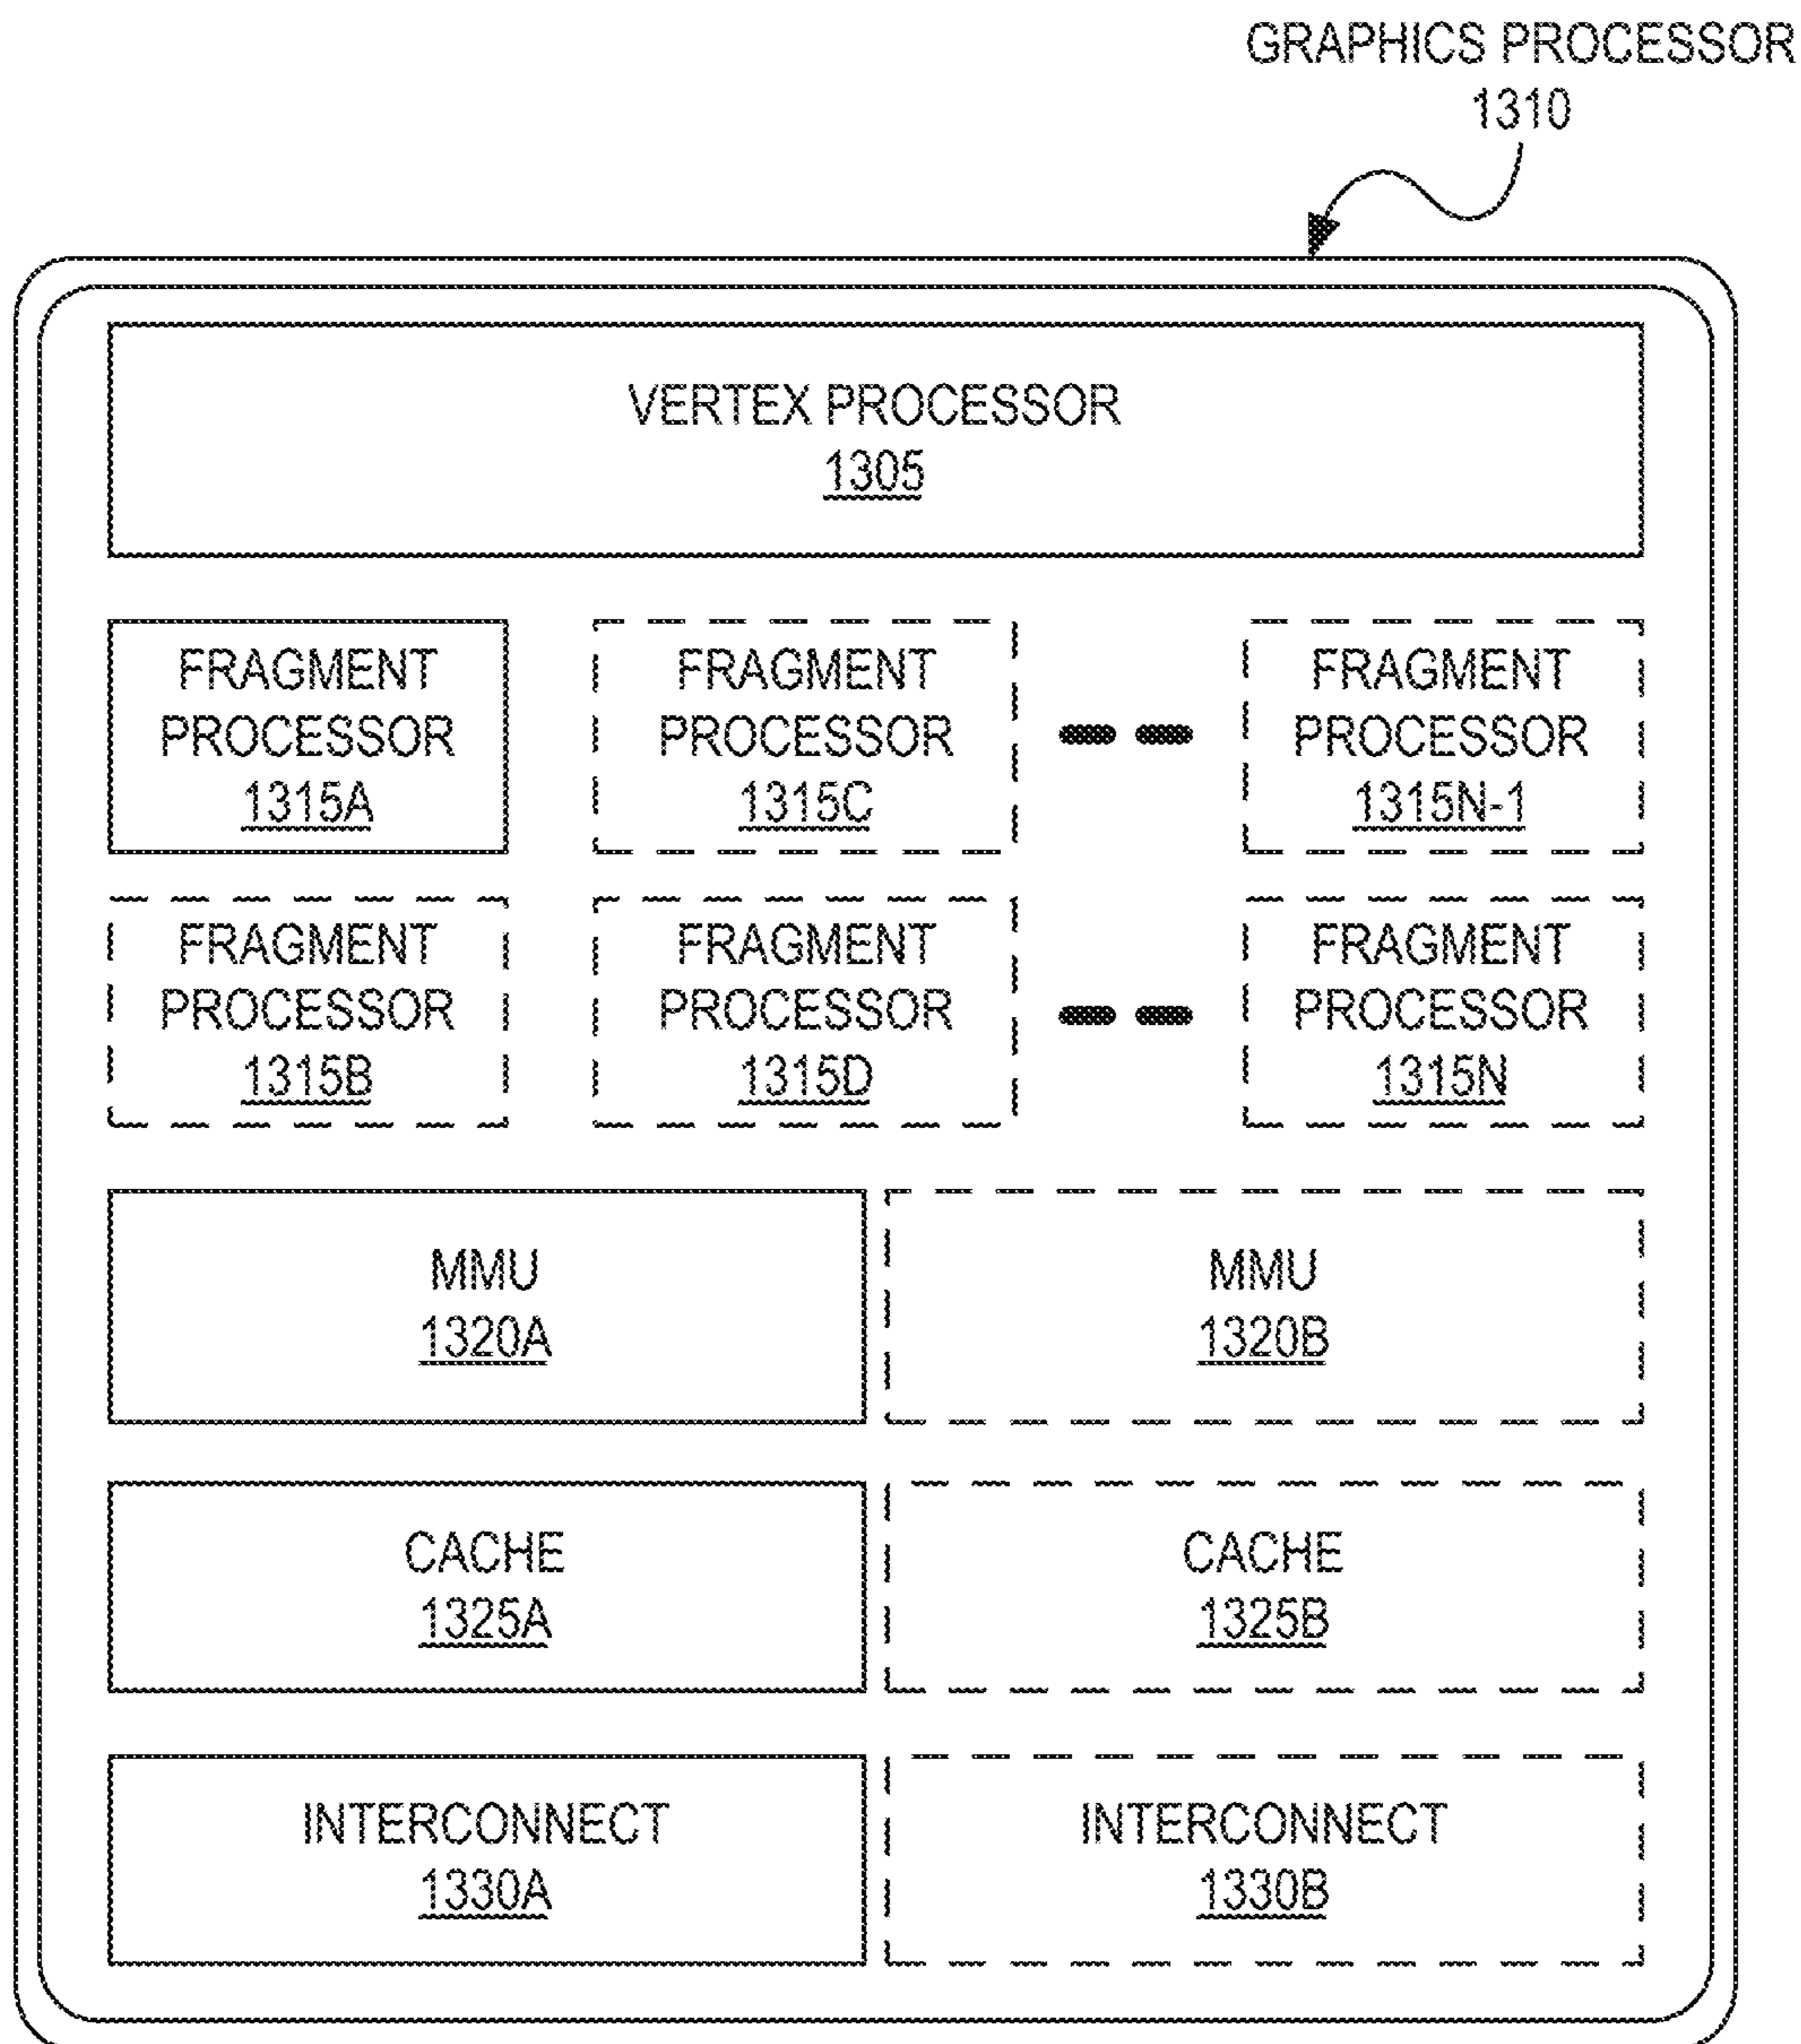 GRAPHICS PROCESSOR
1310
VERTEX PROCESSOR
1305
FRAGMENT
PROCESSOR
1315A
FRAGMENT
PROCESSOR
1315C
FRAGMENT
PROCESSOR
1315N-1
FRAGMENT
PROCESSOR
1315B
FRAGMENT
PROCESSOR
1315D
FRAGMENT
PROCESSOR
1315N
MMU
1320A
MMU
1320B
CACHE
1325A
CACHE
1325B
INTERCONNECT
1330A
INTERCONNECT
1330B